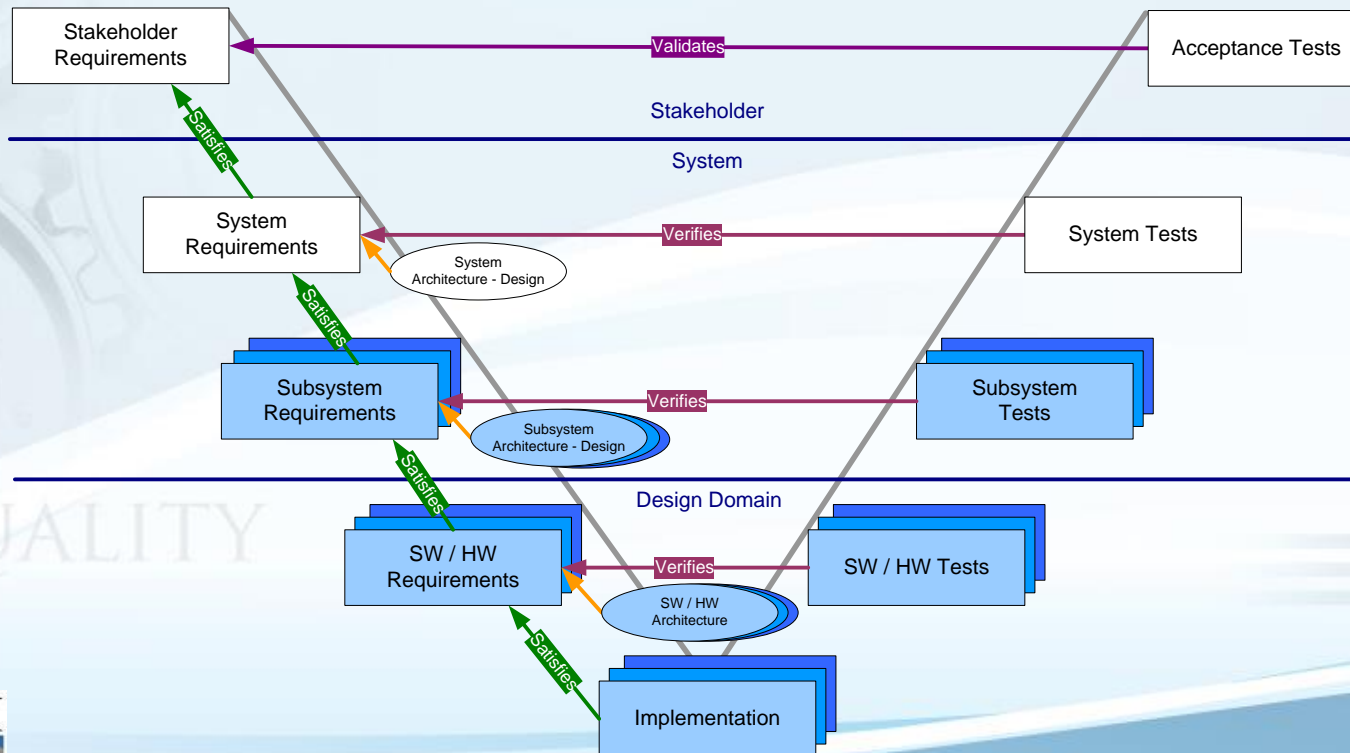 Stakeholder
Requirements
Validates
Acceptance Tests
Stakeholder
Satisfies
System
System
Requirements
Verifies
System Tests
System
Architecture - Design
Satisfies
Subsystem
Requirements
Verifies
Subsystem
Tests
Subsystem
Architecture - Design
Satisfies
Design Domain
UALITY
SW / HW
Requirements
Verifies
SW / HW Tests
SW / HW
Architecture
Satisfies
Implementation